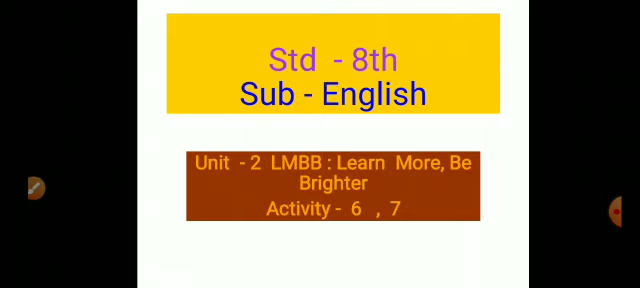 Std - 8th
Sub - English
Unit - 2 LMBB : Learn More, Be
Brighter
Activity - 6 , 7